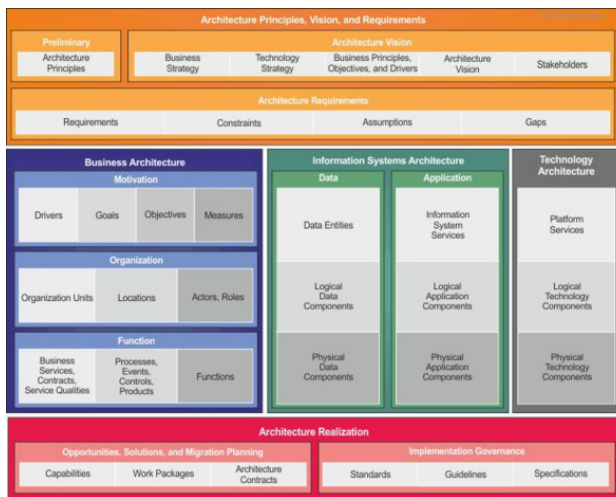 Architecture Principles, Vision, and Requirements
Preliminary
Architecture
Principles
Architecture Vision
Business
Strategy
Technology
Strategy
Business Principles,
Objectives, and Drivers
Architecture
Vision
Stakeholders
Architecture Requirements
Requirements
Constraints
Assumptions
Gaps
Business Architecture
Motivation
Drivers
Goals
Objectives
Measures
Organization
Organization Units
Locations
Actors, Roles
Function
Business
Services,
Contracts,
Service Qualities
Processes,
Events,
Controls,
Products
Functions
Information Systems Architecture
Data
Data Entities
Logical
Data
Components
Physical
Data
Components
Application
Information
System
Services
Logical
Application
Components
Physical
Application
Components
Technology
Architecture
Platform
Services
Logical
Technology
Components
Physical
Technology
Components
Architecture Realization
Opportunities, Solutions, and Migration Planning
Capabilities
Work Packages
Architecture
Contracts
Implementation Governance
Standards
Guidelines
Specifications